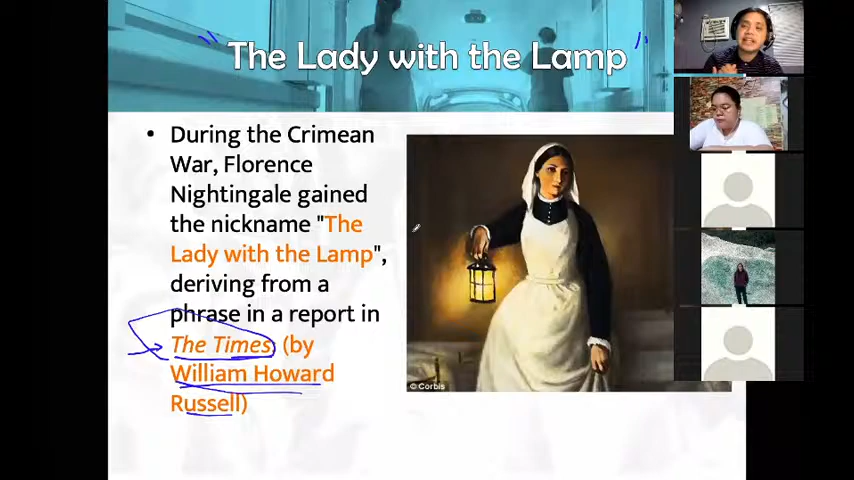 "The Lady with the Lamp"
• During the Crimean
War, Florence
Nightingale gained
the nickname "The
Lady with the Lamp",
deriving from a
phrase in a report in
The Times (by
William Howard
Russell)
© Corbis